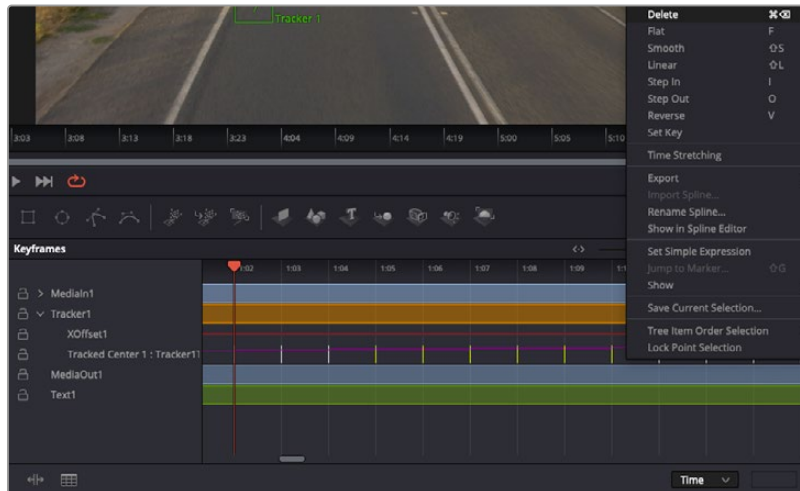 Tracker 1
3:03 3:08 3:13 3:18 3:23 4:04 4:09 4:14 4:19 5:00 5:05 5:10
Delete ⌘⌫
Flat F
Smooth ⇧S
Linear ⇧L
Step In I
Step Out O
Reverse V
Set Key
Time Stretching
Export
Import Spline...
Rename Spline...
Show in Spline Editor
Set Simple Expression
Jump to Marker... ⇧G
Show
Save Current Selection...
Tree Item Order Selection
Lock Point Selection
Keyframes
1:02 1:03 1:04 1:05 1:06 1:07 1:08 1:09
MediaIn1
Tracker1
XOffset1
Tracked Center 1 : Tracker1
MediaOut1
Text1
Time